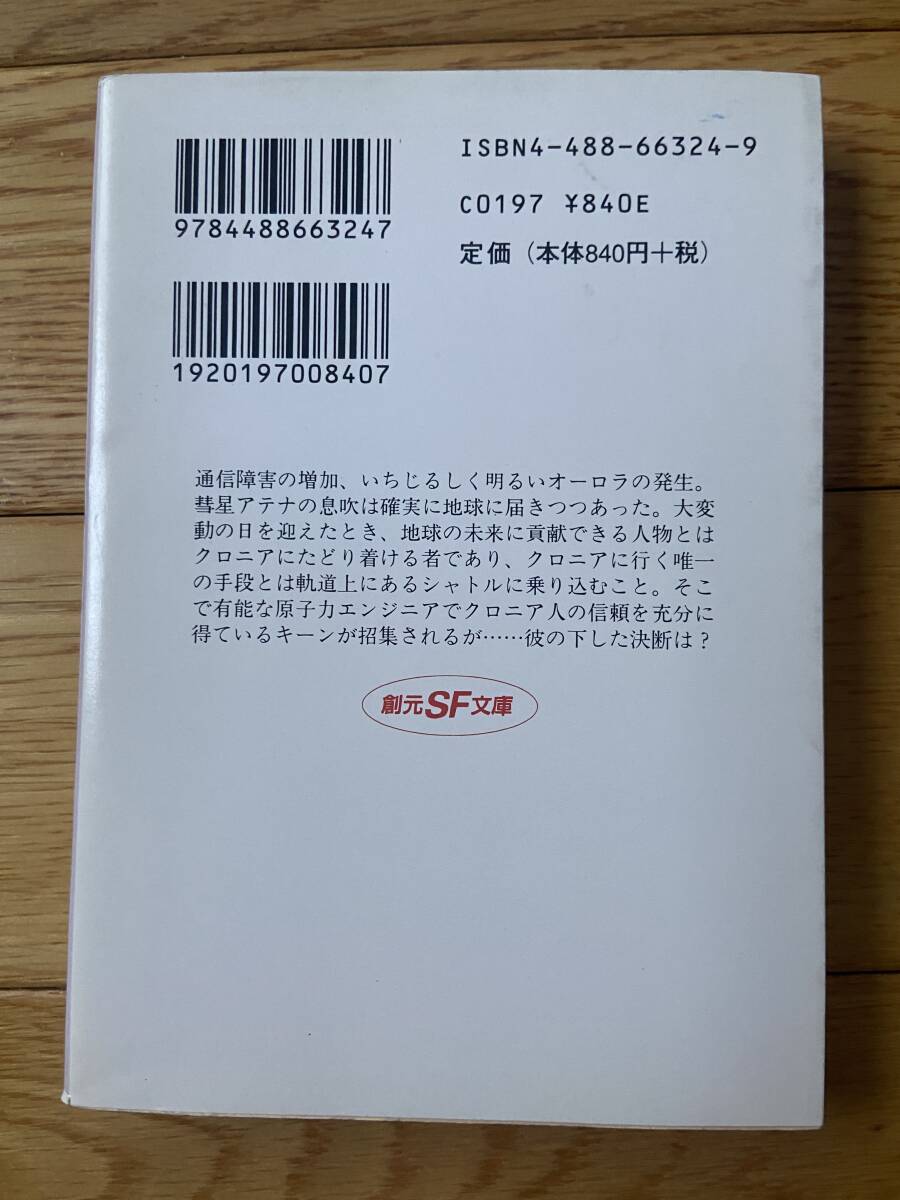 ISBN4-488-66324-9
9784488663247
C0197 ¥840E
定価（本体840円＋税）
1920197008407
通信障害の増加、いちじるしく明るいオーロラの発生。
彗星アテナの息吹は確実に地球に届きつつあった。大変
動の日を迎えたとき、地球の未来に貢献できる人物とは
クロニアにたどり着ける者であり、クロニアに行く唯一
の手段とは軌道上にあるシャトルに乗り込むこと。そこ
で有能な原子力エンジニアでクロニア人の信頼を充分に
得ているキーンが招集されるが……彼の下した決断は？
創元SF文庫